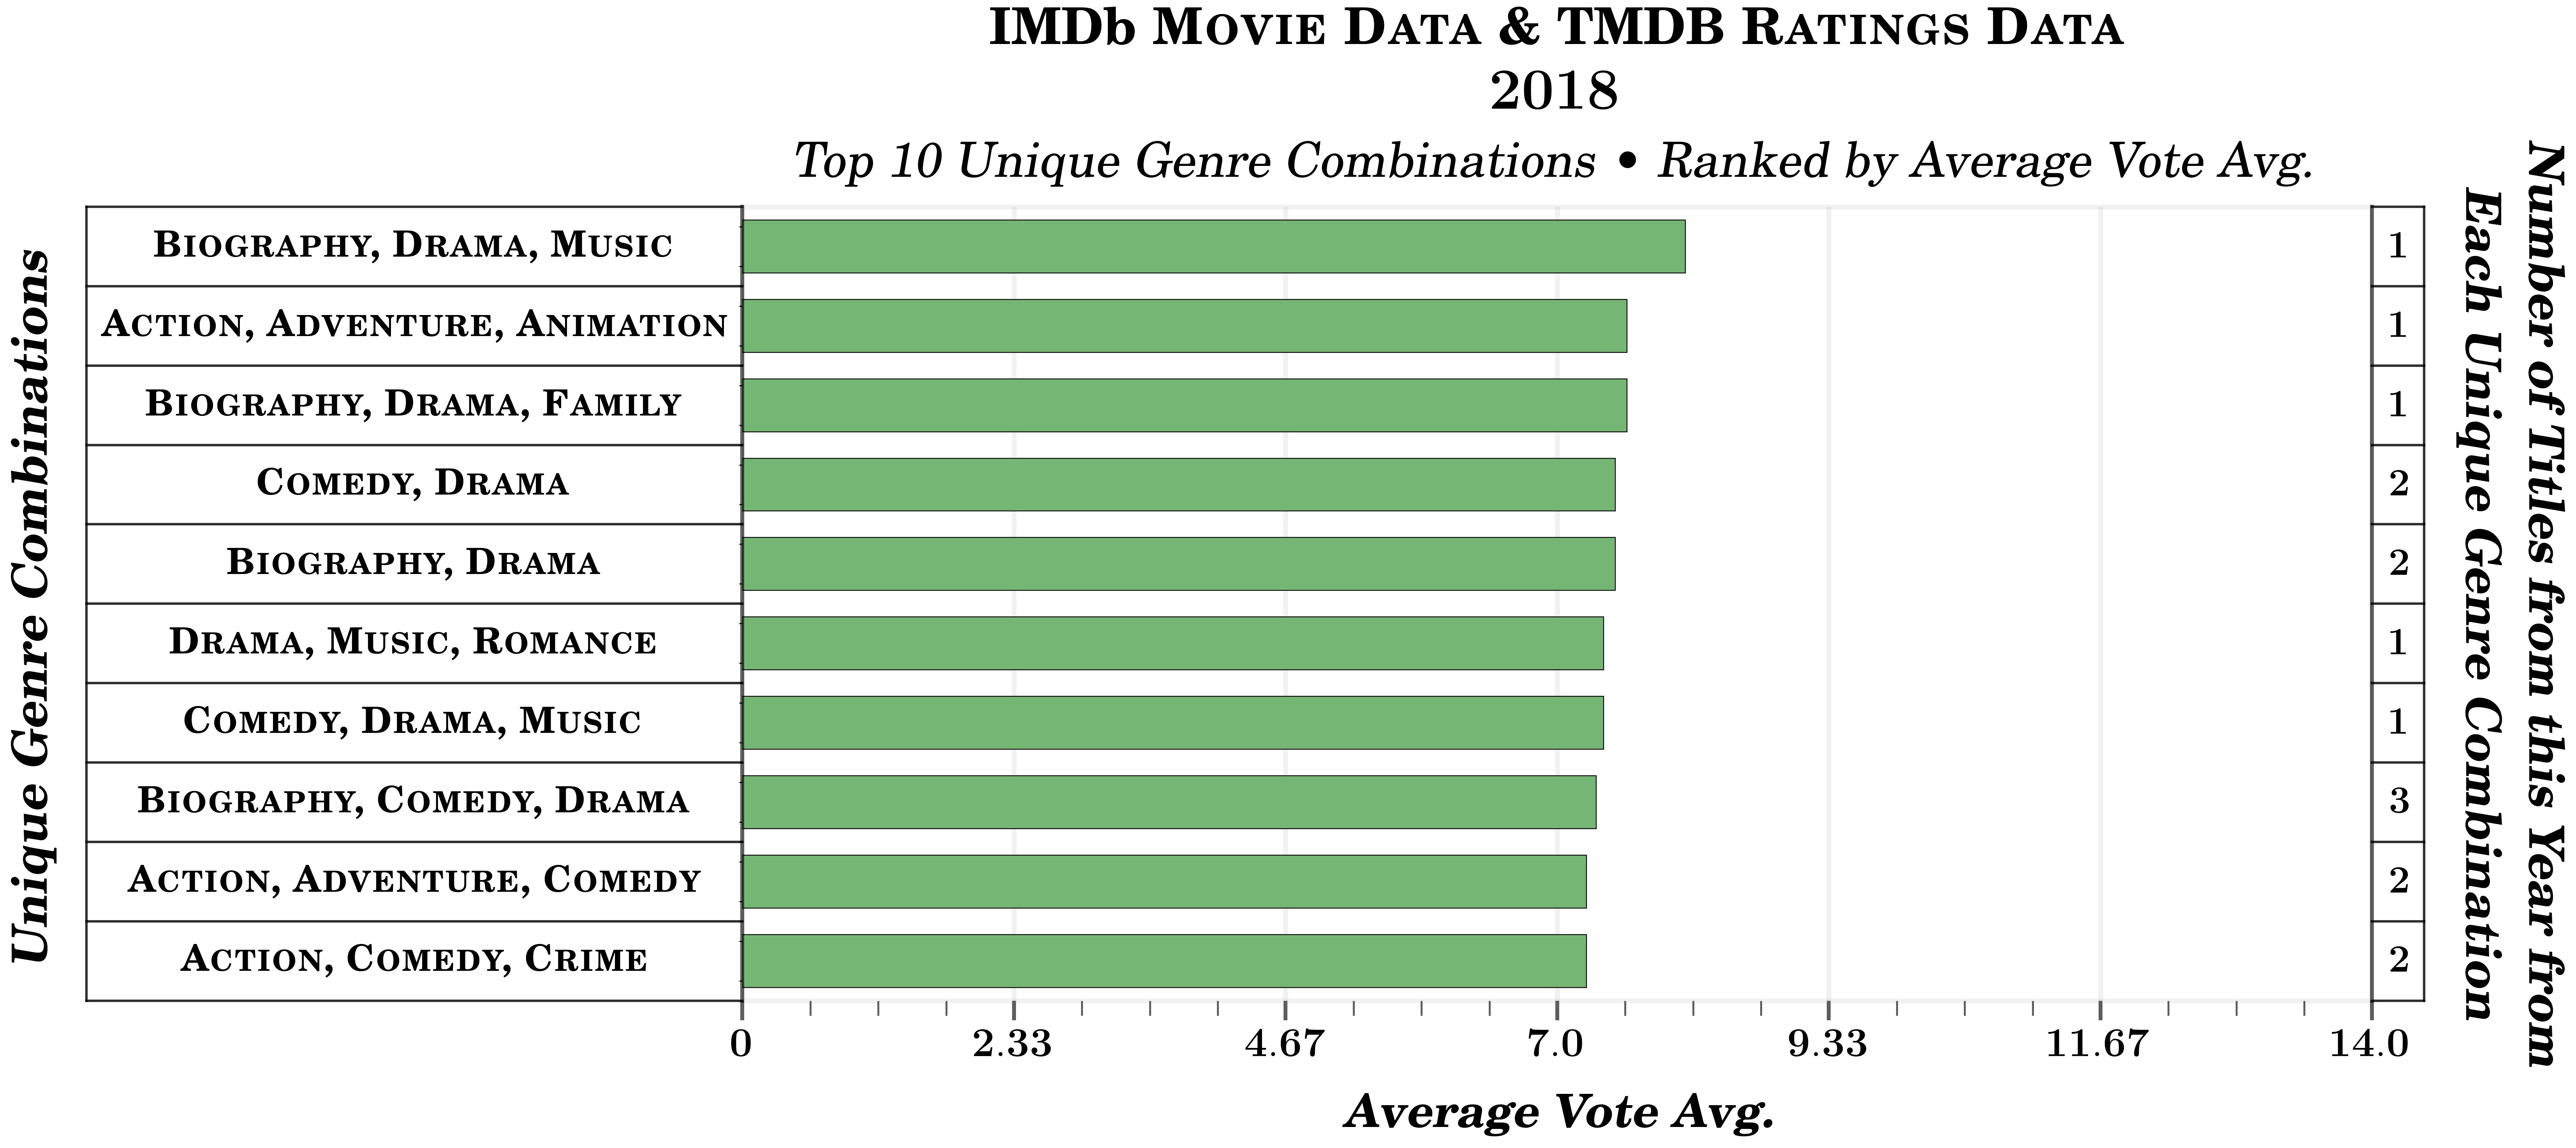 IMDb Movie Data & TMDB Ratings Data
2018
Top 10 Unique Genre Combinations • Ranked by Average Vote Avg.
Unique Genre Combinations
Biography, Drama, Music
1
Action, Adventure, Animation
1
Biography, Drama, Family
1
Comedy, Drama
2
Biography, Drama
2
Drama, Music, Romance
1
Comedy, Drama, Music
1
Biography, Comedy, Drama
3
Action, Adventure, Comedy
2
Action, Comedy, Crime
2
Number of Titles from this Year from
Each Unique Genre Combination
0 2.33 4.67 7.0 9.33 11.67 14.0
Average Vote Avg.